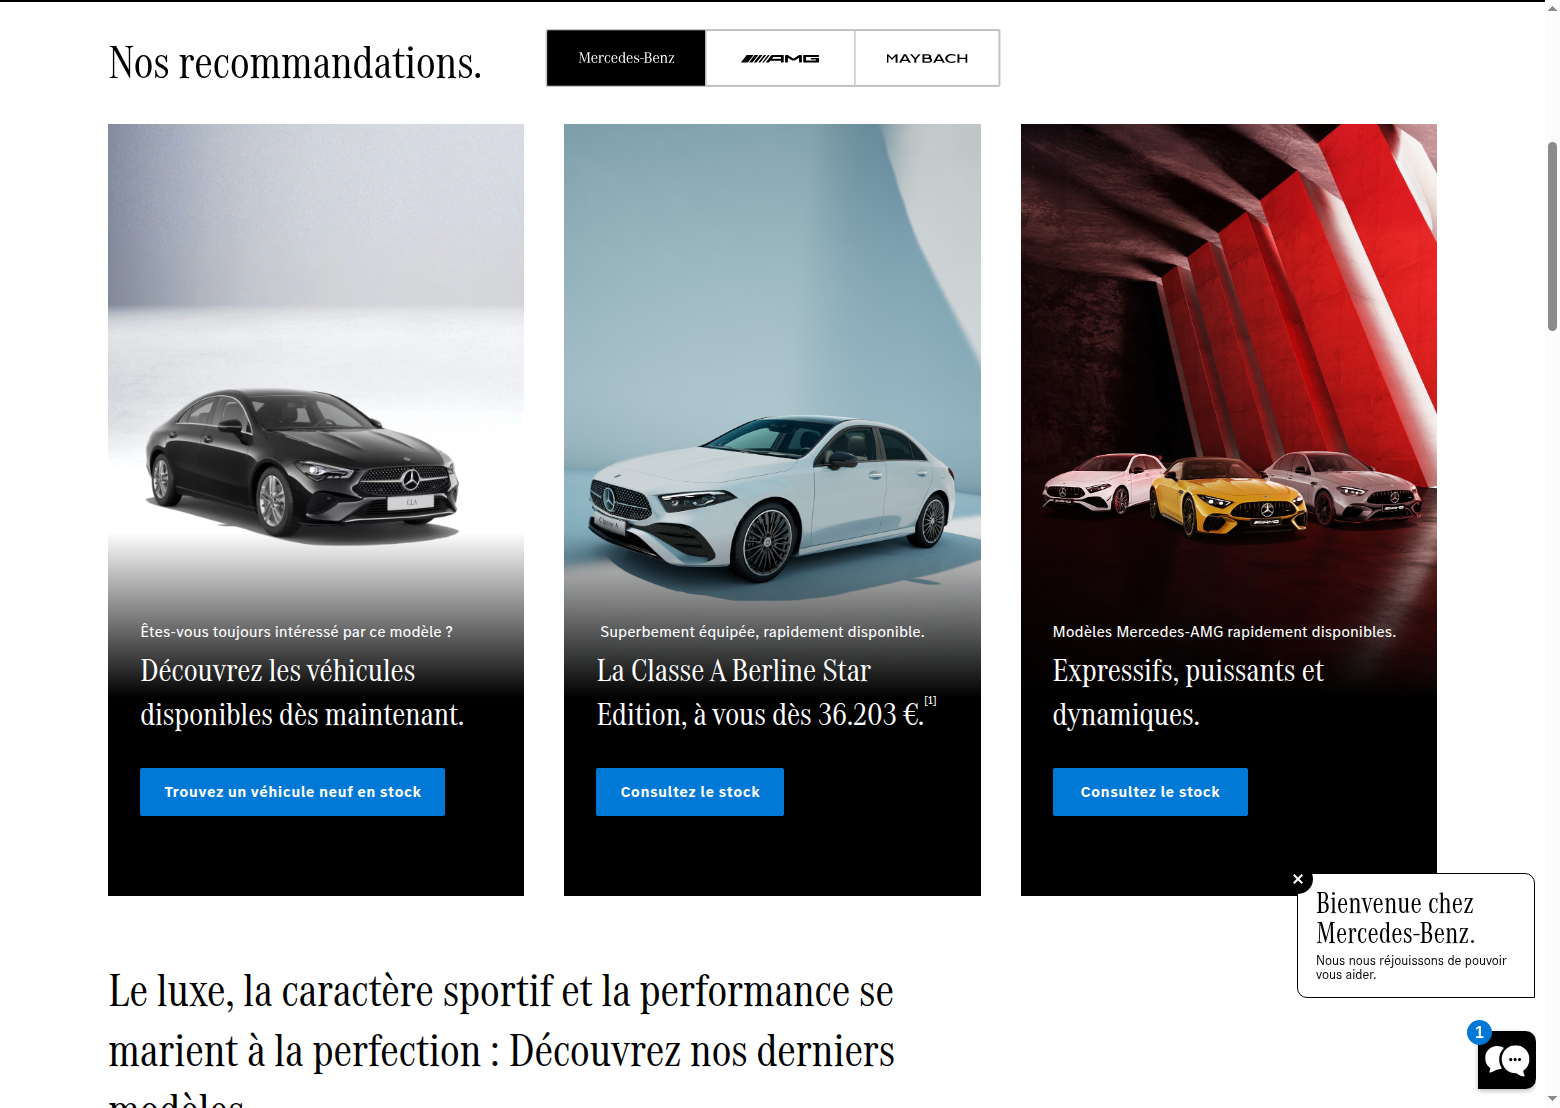 Nos recommandations.
Mercedes-Benz
AMG
MAYBACH
CLA
Classe A
AMG
Êtes-vous toujours intéressé par ce modèle ?
Découvrez les véhicules
disponibles dès maintenant.
Trouvez un véhicule neuf en stock
Superbement équipée, rapidement disponible.
La Classe A Berline Star
Edition, à vous dès 36.203 €.[1]
Consultez le stock
Modèles Mercedes-AMG rapidement disponibles.
Expressifs, puissants et
dynamiques.
Consultez le stock
Bienvenue chez
Mercedes-Benz.
Nous nous réjouissons de pouvoir
vous aider.
1
Le luxe, la caractère sportif et la performance se
marient à la perfection : Découvrez nos derniers
modèles